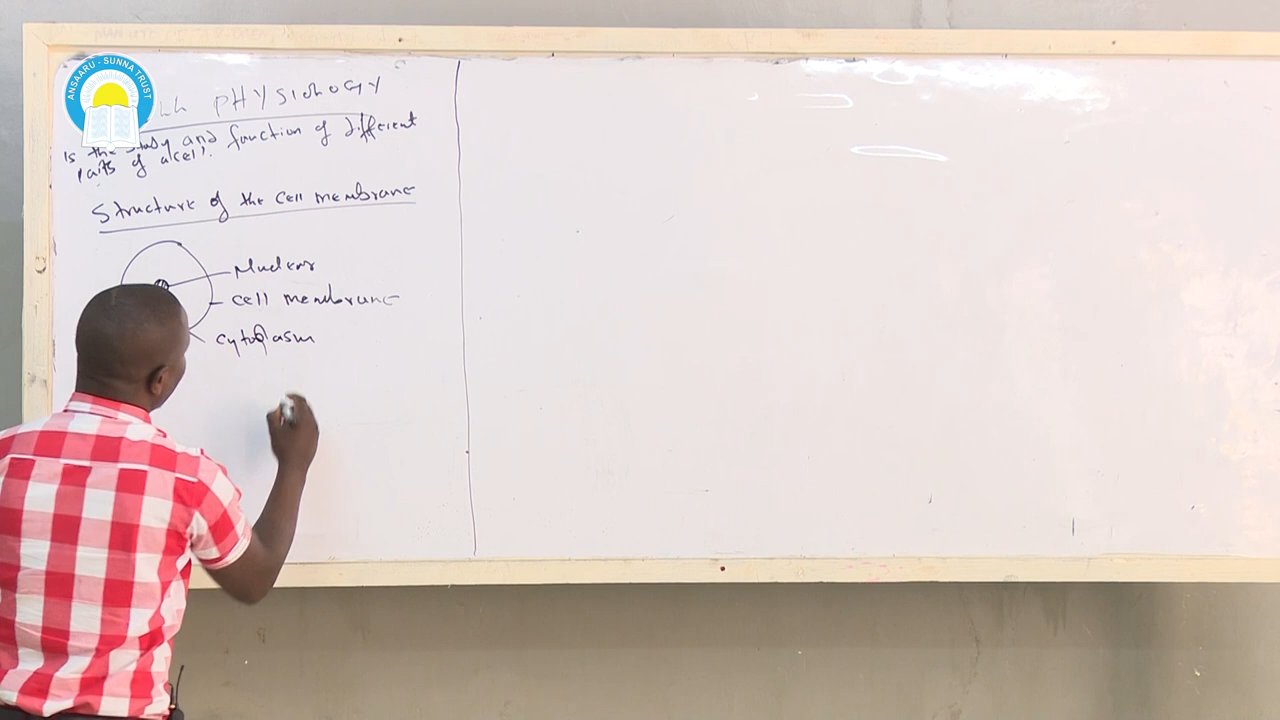 ANSAARU - SUNNA TRUST
PHYSIOLOGY
is the study and function of different
parts of a cell.
Structure of the cell membrane
Nucleus
cell membrane
cytoplasm